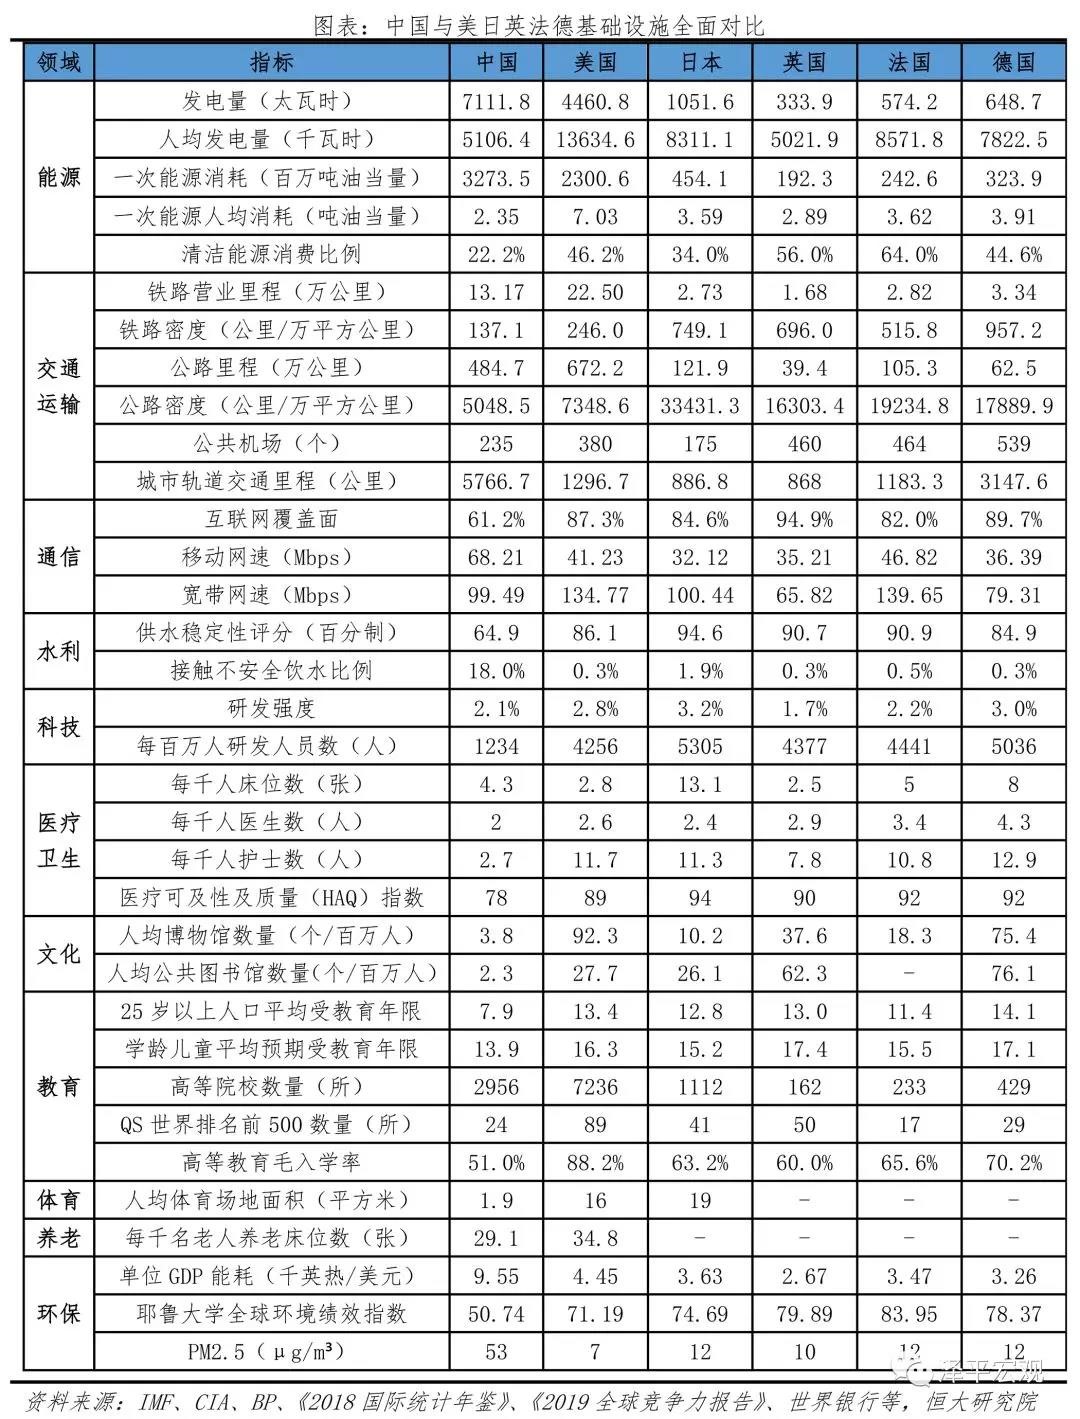 图表：中国与美日英法德基础设施全面对比
领域 指标 中国 美国 日本 英国 法国 德国
能源
发电量（太瓦时） 7111.8 4460.8 1051.6 333.9 574.2 648.7
人均发电量（千瓦时） 5106.4 13634.6 8311.1 5021.9 8571.8 7822.5
一次能源消耗（百万吨油当量） 3273.5 2300.6 454.1 192.3 242.6 323.9
一次能源人均消耗（吨油当量） 2.35 7.03 3.59 2.89 3.62 3.91
清洁能源消费比例 22.2% 46.2% 34.0% 56.0% 64.0% 44.6%
交通
运输
铁路营业里程（万公里） 13.17 22.50 2.73 1.68 2.82 3.34
铁路密度（公里/万平方公里） 137.1 246.0 749.1 696.0 515.8 957.2
公路里程（万公里） 484.7 672.2 121.9 39.4 105.3 62.5
公路密度（公里/万平方公里） 5048.5 7348.6 33431.3 16303.4 19234.8 17889.9
公共机场（个） 235 380 175 460 464 539
城市轨道交通里程（公里） 5766.7 1296.7 886.8 868 1183.3 3147.6
通信
互联网覆盖面 61.2% 87.3% 84.6% 94.9% 82.0% 89.7%
移动网速（Mbps） 68.21 41.23 32.12 35.21 46.82 36.39
宽带网速（Mbps） 99.49 134.77 100.44 65.82 139.65 79.31
水利
供水稳定性评分（百分制） 64.9 86.1 94.6 90.7 90.9 84.9
接触不安全饮水比例 18.0% 0.3% 1.9% 0.3% 0.5% 0.3%
科技
研发强度 2.1% 2.8% 3.2% 1.7% 2.2% 3.0%
每百万人研发人员数（人） 1234 4256 5305 4377 4441 5036
医疗
卫生
每千人床位数（张） 4.3 2.8 13.1 2.5 5 8
每千人医生数（人） 2 2.6 2.4 2.9 3.4 4.3
每千人护士数（人） 2.7 11.7 11.3 7.8 10.8 12.9
医疗可及性及质量（HAQ）指数 78 89 94 90 92 92
文化
人均博物馆数量（个/百万人） 3.8 92.3 10.2 37.6 18.3 75.4
人均公共图书馆数量（个/百万人） 2.3 27.7 26.1 62.3 - 76.1
教育
25岁以上人口平均受教育年限 7.9 13.4 12.8 13.0 11.4 14.1
学龄儿童平均预期受教育年限 13.9 16.3 15.2 17.4 15.5 17.1
高等院校数量（所） 2956 7236 1112 162 233 429
QS世界排名前500数量（所） 24 89 41 50 17 29
高等教育毛入学率 51.0% 88.2% 63.2% 60.0% 65.6% 70.2%
体育 人均体育场地面积（平方米） 1.9 16 19 - - -
养老 每千名老人养老床位数（张） 29.1 34.8 - - - -
环保
单位GDP能耗（千英热/美元） 9.55 4.45 3.63 2.67 3.47 3.26
耶鲁大学全球环境绩效指数 50.74 71.19 74.69 79.89 83.95 78.37
PM2.5（μg/m³） 53 7 12 10 12 12
泽平宏观
资料来源：IMF、CIA、BP、《2018国际统计年鉴》、《2019全球竞争力报告》、世界银行等，恒大研究院